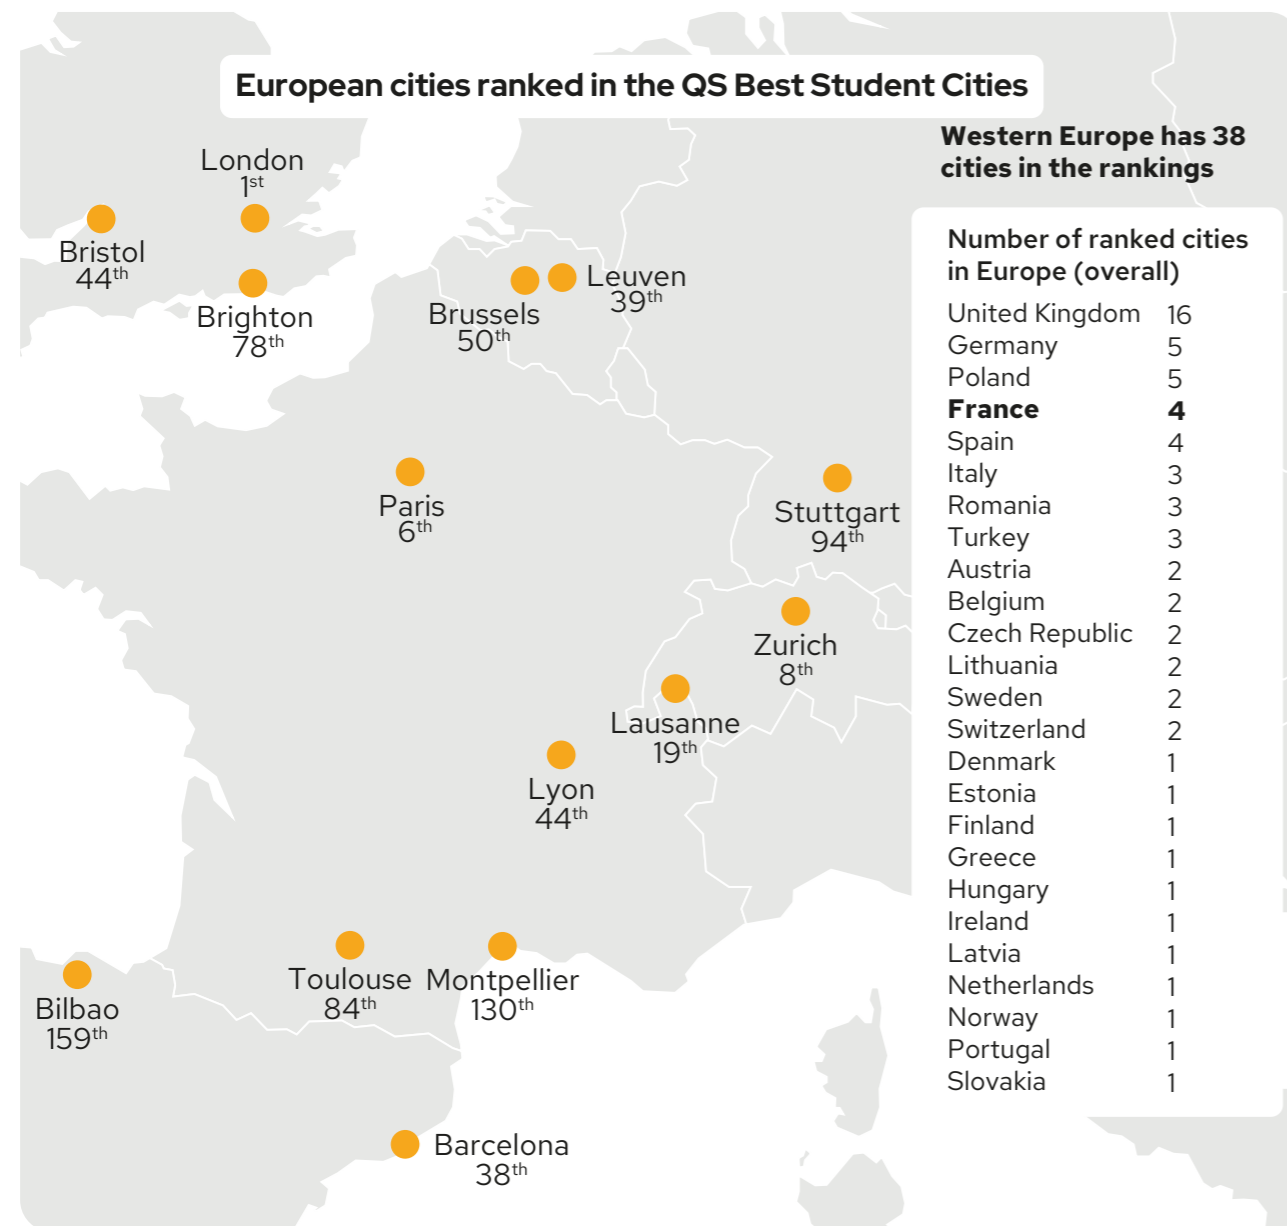 European cities ranked in the QS Best Student Cities
Western Europe has 38
cities in the rankings
London
1st
Bristol
44th
Brighton
78th
Leuven
39th
Brussels
50th
Paris
6th
Stuttgart
94th
Zurich
8th
Lausanne
19th
Lyon
44th
Toulouse
84th
Montpellier
130th
Bilbao
159th
Barcelona
38th
Number of ranked cities
in Europe (overall)
United Kingdom 16
Germany 5
Poland 5
France 4
Spain 4
Italy 3
Romania 3
Turkey 3
Austria 2
Belgium 2
Czech Republic 2
Lithuania 2
Sweden 2
Switzerland 2
Denmark 1
Estonia 1
Finland 1
Greece 1
Hungary 1
Ireland 1
Latvia 1
Netherlands 1
Norway 1
Portugal 1
Slovakia 1